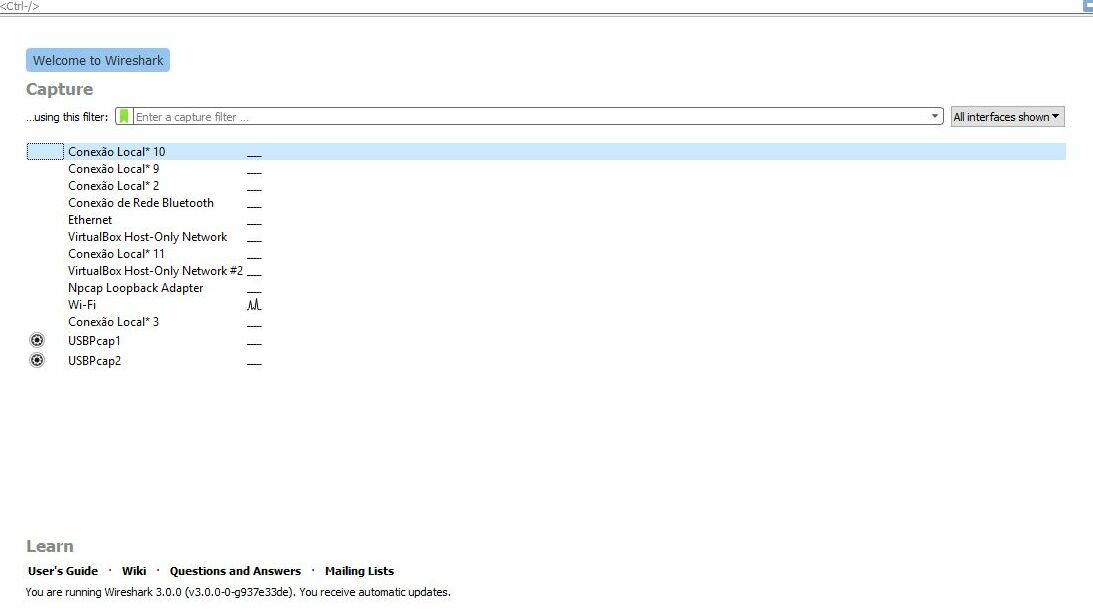 <Ctrl-/>
Welcome to Wireshark
Capture
...using this filter: Enter a capture filter ... All interfaces shown
Conexão Local* 10
Conexão Local* 9
Conexão Local* 2
Conexão de Rede Bluetooth
Ethernet
VirtualBox Host-Only Network
Conexão Local* 11
VirtualBox Host-Only Network #2
Npcap Loopback Adapter
Wi-Fi
Conexão Local* 3
USBPcap1
USBPcap2
Learn
User's Guide · Wiki · Questions and Answers · Mailing Lists
You are running Wireshark 3.0.0 (v3.0.0-0-g937e33de). You receive automatic updates.